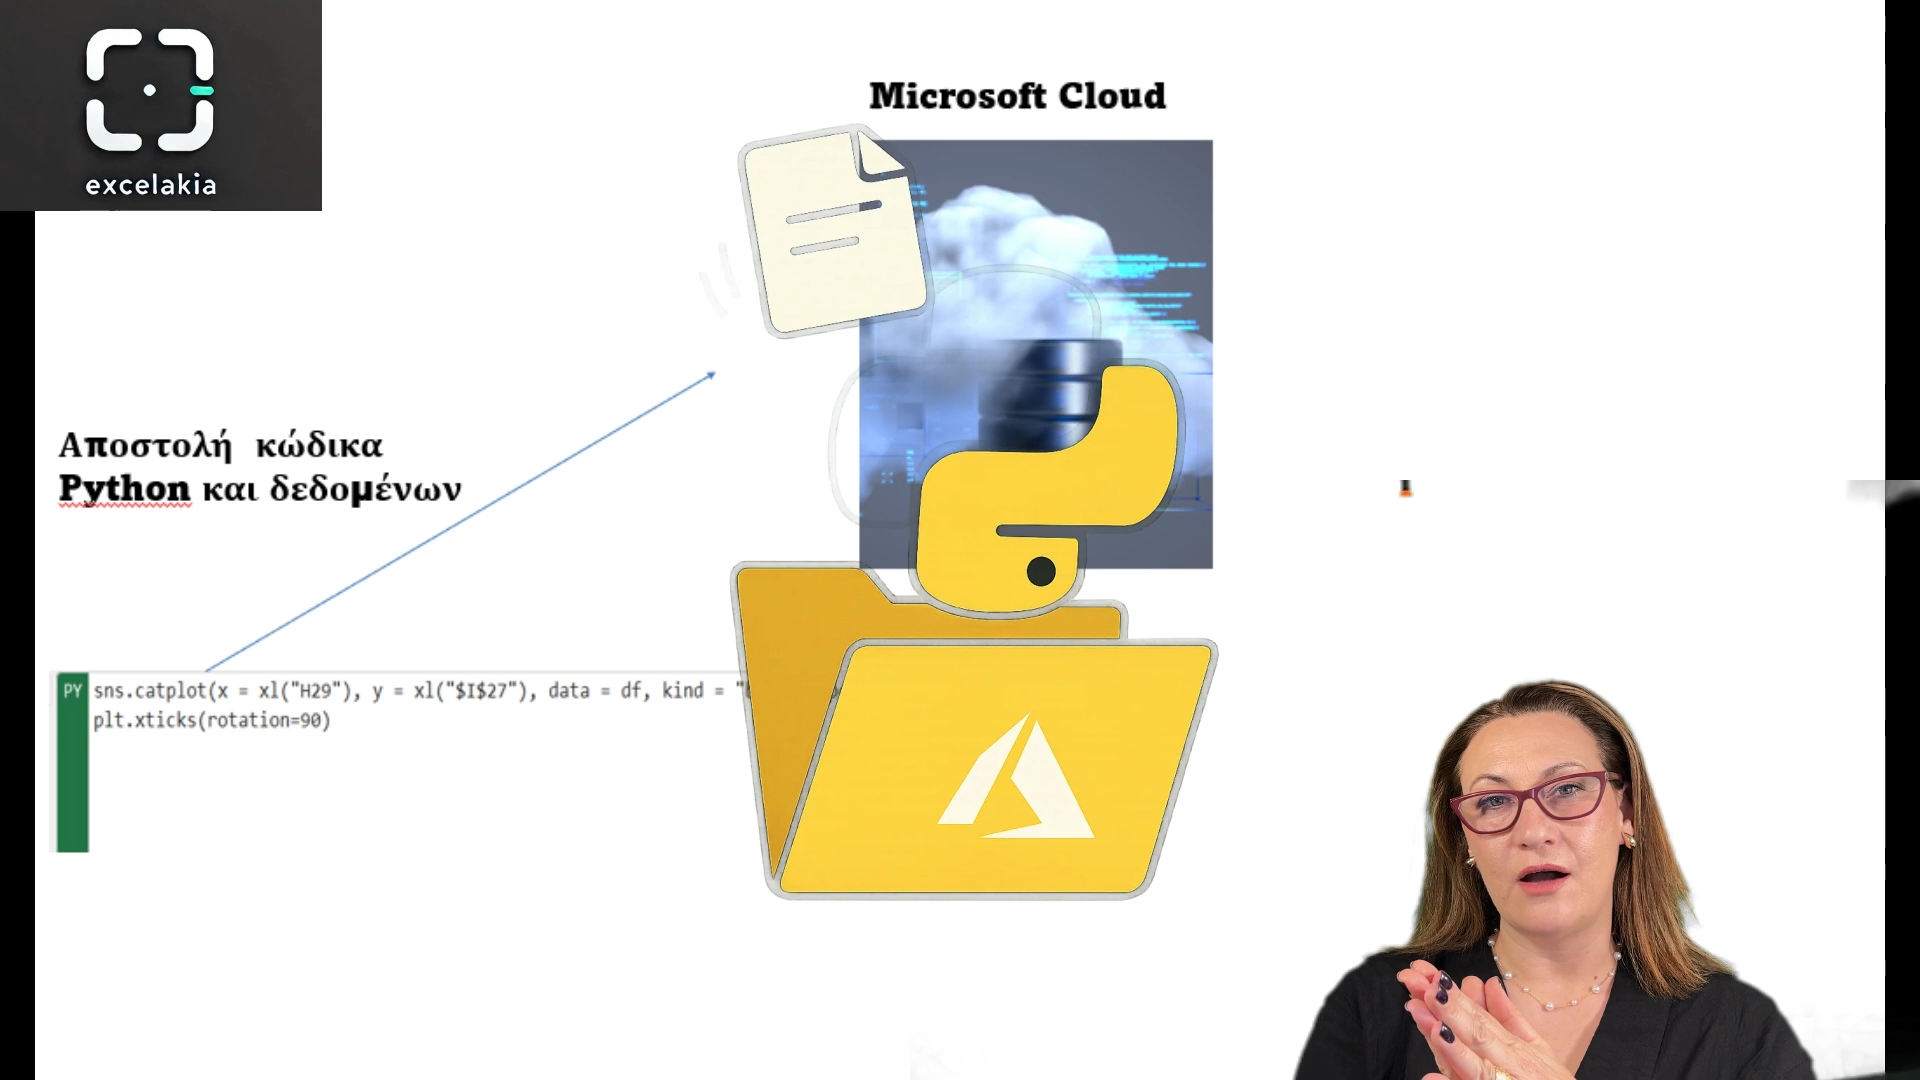 excelakia
Microsoft Cloud
Αποστολή κώδικα
Python και δεδομένων
PY sns.catplot(x = xl("H29"), y = xl("$I$27"), data = df, kind = "
plt.xticks(rotation=90)